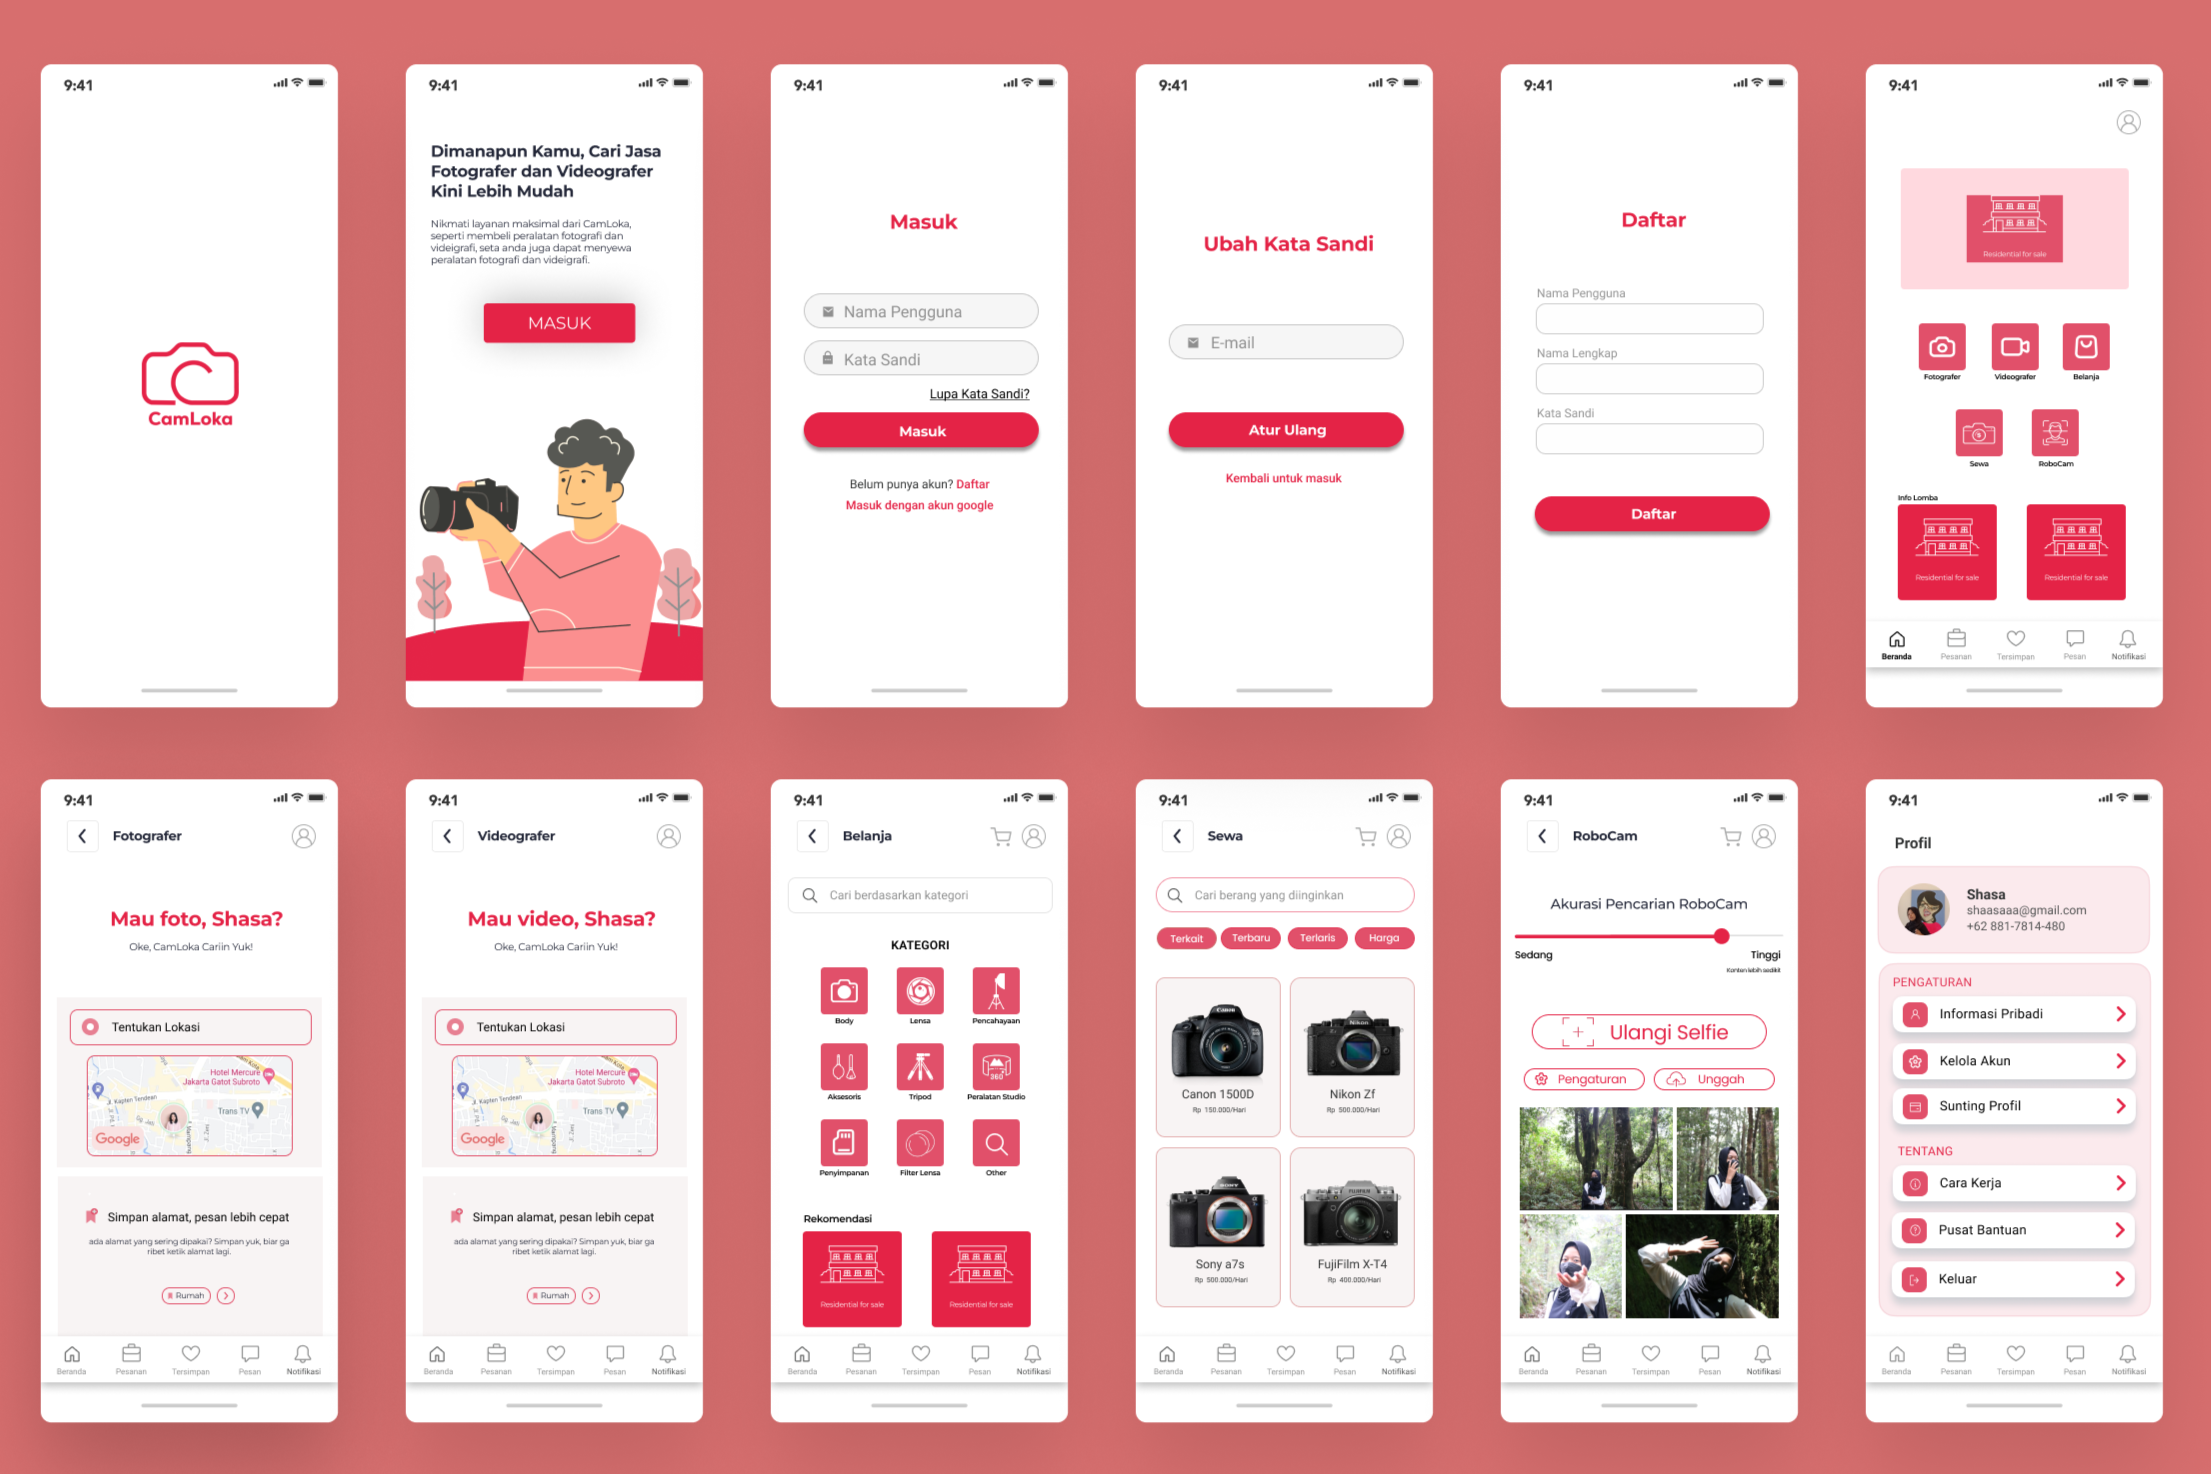 9:41
CamLoka
9:41
Dimanapun Kamu, Cari Jasa
Fotografer dan Videografer
Kini Lebih Mudah
Nikmati layanan maksimal dari CamLoka,
seperti membeli peralatan fotografi dan
videigrafi, seta anda juga dapat menyewa
peralatan fotografi dan videigrafi.
MASUK
9:41
Masuk
Nama Pengguna
Kata Sandi
Lupa Kata Sandi?
Masuk
Belum punya akun? Daftar
Masuk dengan akun google
9:41
Ubah Kata Sandi
E-mail
Atur Ulang
Kembali untuk masuk
9:41
Daftar
Nama Pengguna
Nama Lengkap
Kata Sandi
Daftar
9:41
Residential for sale
Fotografer Videografer Belanja
Sewa RoboCam
Info Lomba
Residential for sale Residential for sale
Beranda Pesanan Tersimpan Pesan Notifikasi
9:41
Fotografer
Mau foto, Shasa?
Oke, CamLoka Cariin Yuk!
Tentukan Lokasi
Hotel Mercure
Jakarta Gatot Subroto
Jl. Kapten Tendean
Trans TV
Google
Simpan alamat, pesan lebih cepat
ada alamat yang sering dipakai? Simpan yuk, biar ga
ribet ketik alamat lagi.
Rumah
Beranda Pesanan Tersimpan Pesan Notifikasi
9:41
Videografer
Mau video, Shasa?
Oke, CamLoka Cariin Yuk!
Tentukan Lokasi
Hotel Mercure
Jakarta Gatot Subroto
Jl. Kapten Tendean
Trans TV
Google
Simpan alamat, pesan lebih cepat
ada alamat yang sering dipakai? Simpan yuk, biar ga
ribet ketik alamat lagi.
Rumah
Beranda Pesanan Tersimpan Pesan Notifikasi
9:41
Belanja
Cari berdasarkan kategori
KATEGORI
Body Lensa Pencahayaan
360
Aksesoris Tripod Peralatan Studio
Penyimpanan Filter Lensa Other
Rekomendasi
Residential for sale Residential for sale
Beranda Pesanan Tersimpan Pesan Notifikasi
9:41
Sewa
Cari berang yang diinginkan
Terkait Terbaru Terlaris Harga
Canon Nikon
Canon 1500D Nikon Zf
Rp 150.000/Hari Rp 500.000/Hari
SONY FUJIFILM
Sony a7s FujiFilm X-T4
Rp 500.000/Hari Rp 400.000/Hari
Beranda Pesanan Tersimpan Pesan Notifikasi
9:41
RoboCam
Akurasi Pencarian RoboCam
Sedang Tinggi
Konten lebih sedikit
Ulangi Selfie
Pengaturan Unggah
Beranda Pesanan Tersimpan Pesan Notifikasi
9:41
Profil
Shasa
shaasaaa@gmail.com
+62 881-7814-480
PENGATURAN
Informasi Pribadi
Kelola Akun
Sunting Profil
TENTANG
Cara Kerja
Pusat Bantuan
Keluar
Beranda Pesanan Tersimpan Pesan Notifikasi